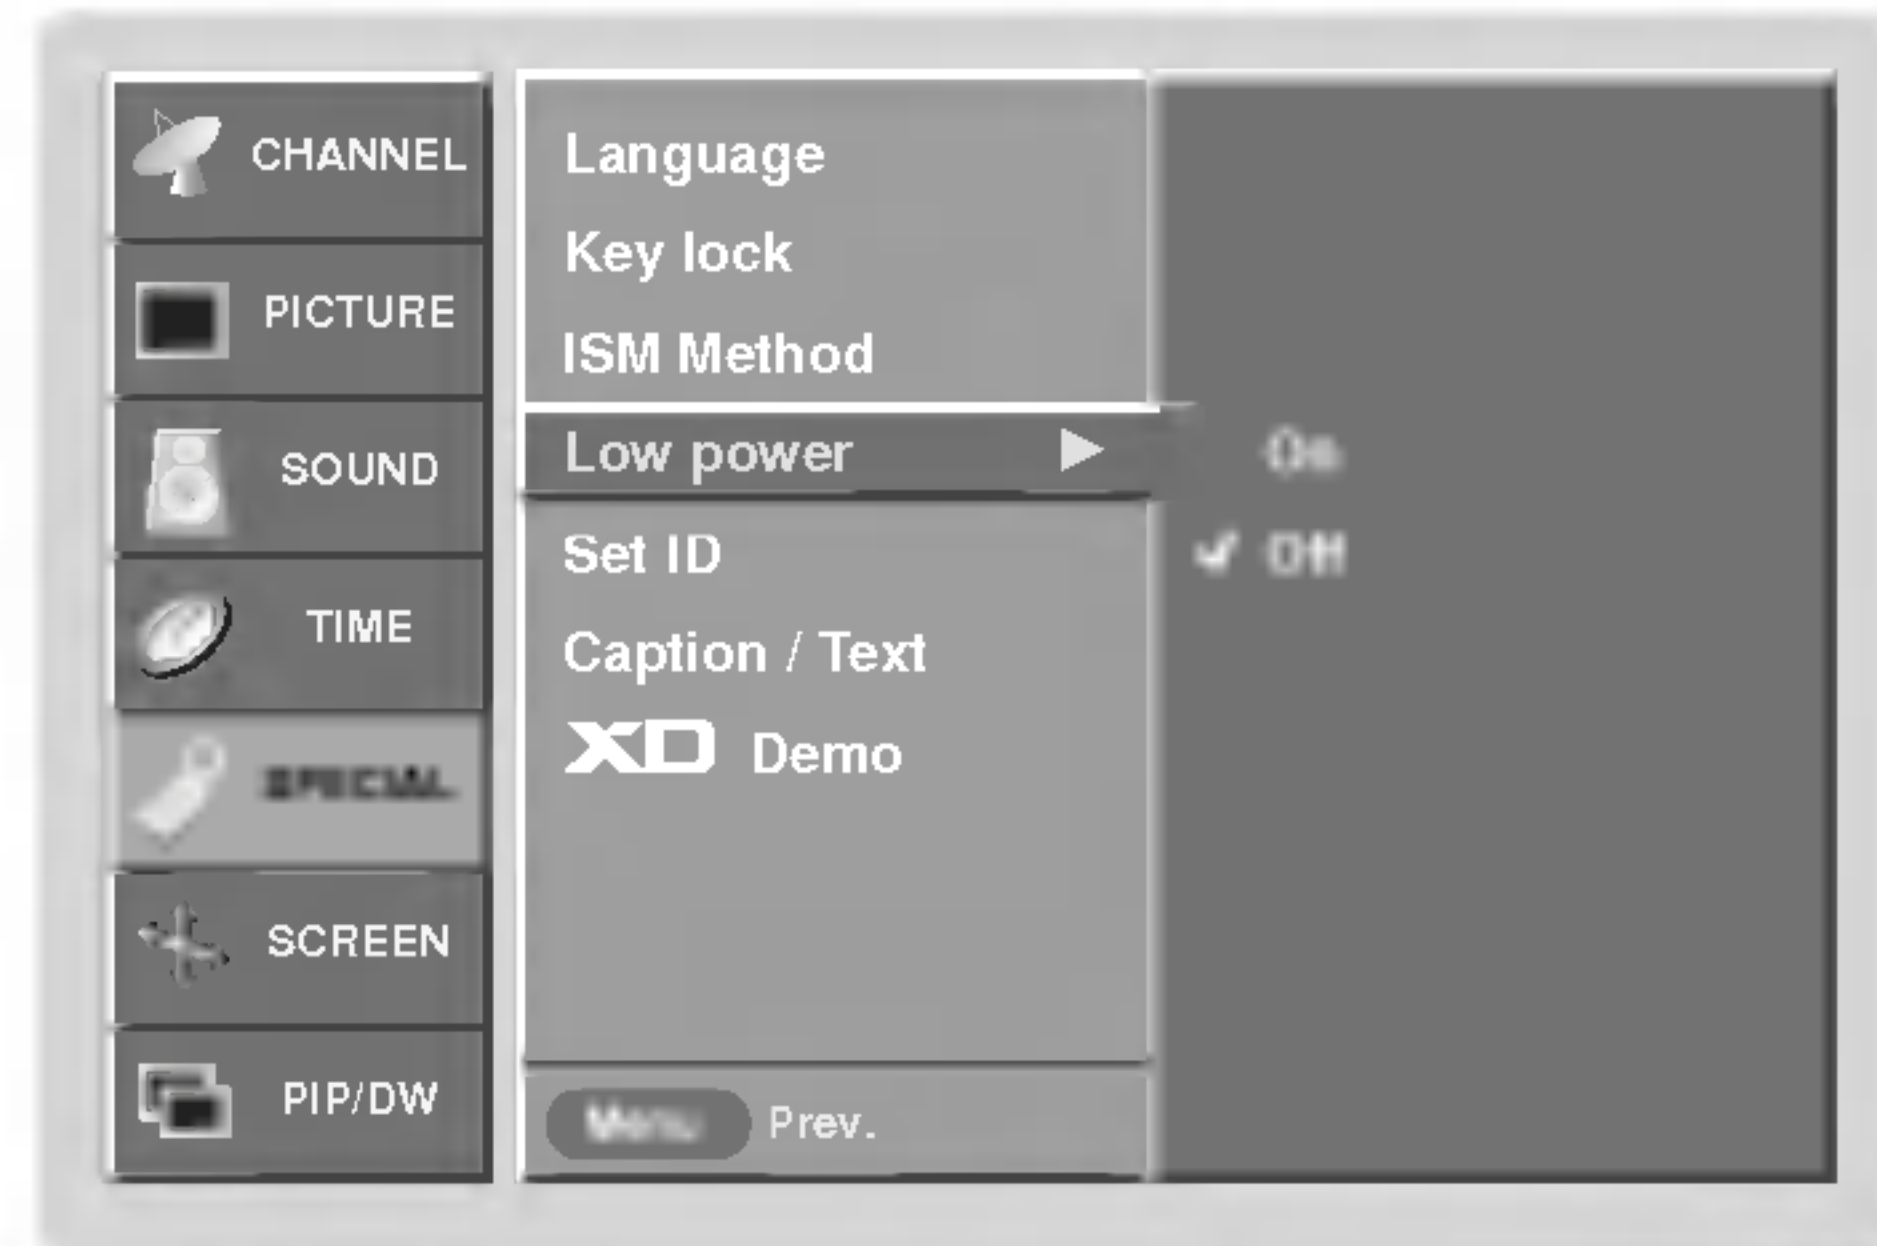 CHANNEL
PICTURE
SOUND
TIME
SPECIAL
SCREEN
PIP/DW
Language
Key lock
ISM Method
Low power
Set ID
Caption / Text
XD Demo
Menu Prev.
On
Off